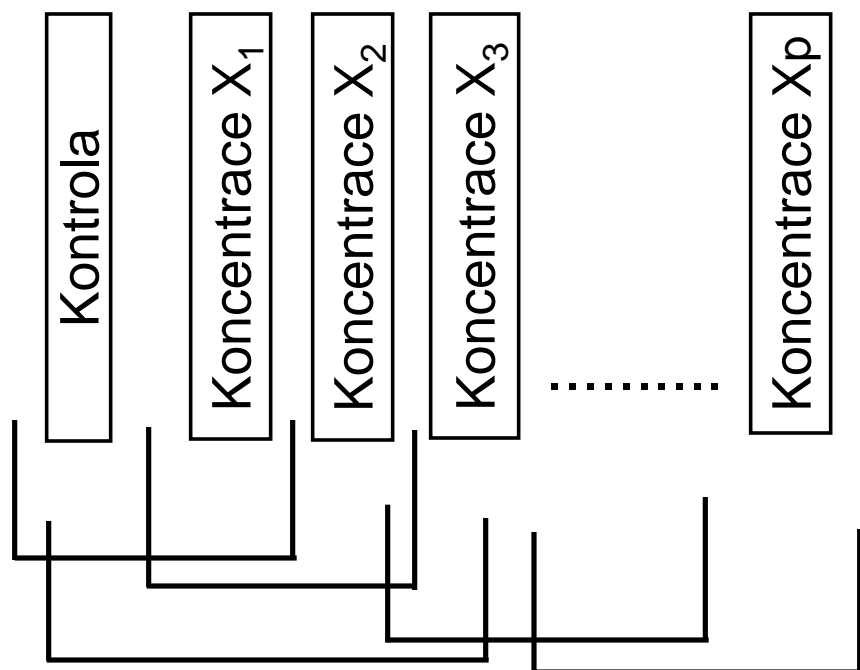 Kontrola
Koncentrace X₁
Koncentrace X₂
Koncentrace X₃
..........
Koncentrace Xp